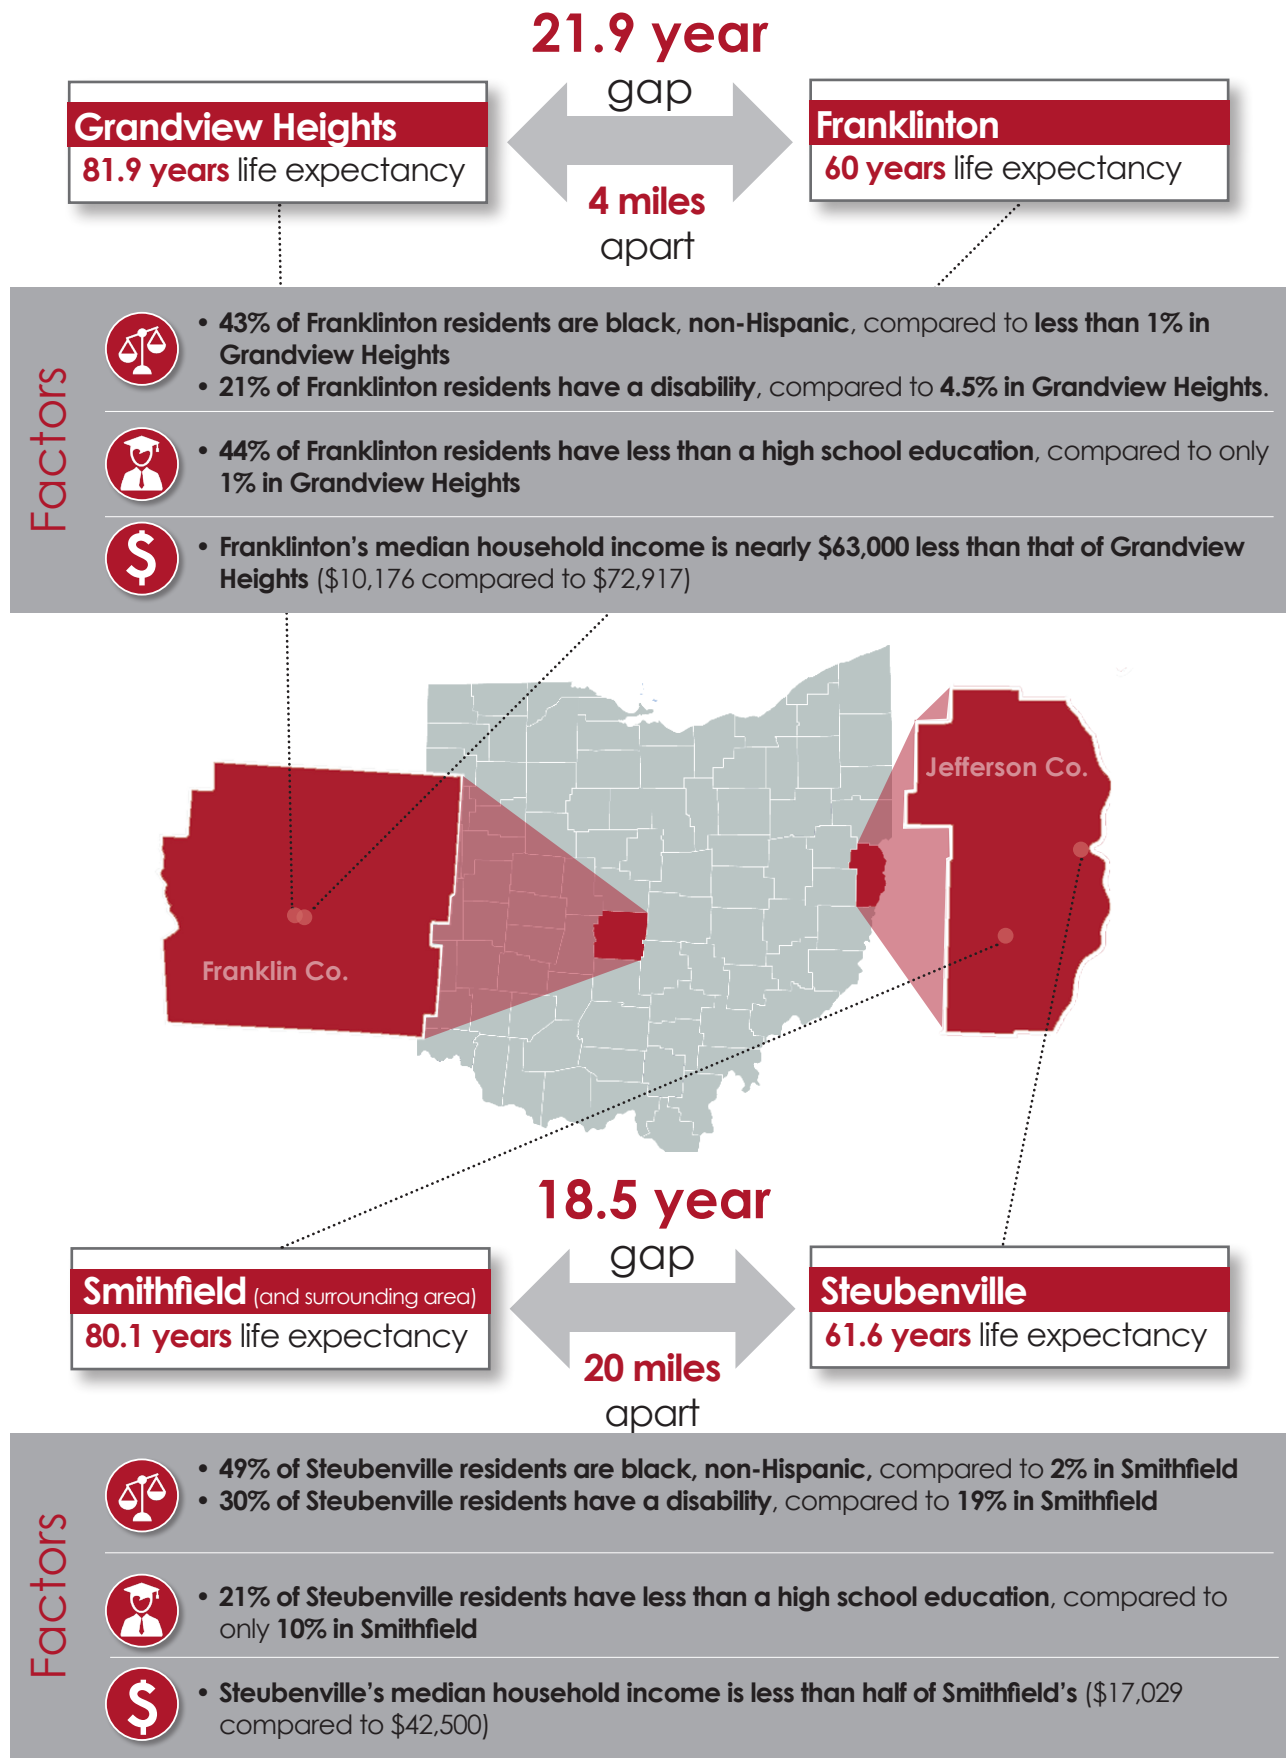 21.9 year
gap
Grandview Heights
81.9 years life expectancy
Franklinton
60 years life expectancy
4 miles
apart
Factors
• 43% of Franklinton residents are black, non-Hispanic, compared to less than 1% in
Grandview Heights
• 21% of Franklinton residents have a disability, compared to 4.5% in Grandview Heights.
• 44% of Franklinton residents have less than a high school education, compared to only
1% in Grandview Heights
$
• Franklinton’s median household income is nearly $63,000 less than that of Grandview
Heights ($10,176 compared to $72,917)
Jefferson Co.
Franklin Co.
18.5 year
gap
Smithfield (and surrounding area)
80.1 years life expectancy
Steubenville
61.6 years life expectancy
20 miles
apart
Factors
• 49% of Steubenville residents are black, non-Hispanic, compared to 2% in Smithfield
• 30% of Steubenville residents have a disability, compared to 19% in Smithfield
• 21% of Steubenville residents have less than a high school education, compared to
only 10% in Smithfield
$
• Steubenville’s median household income is less than half of Smithfield’s ($17,029
compared to $42,500)